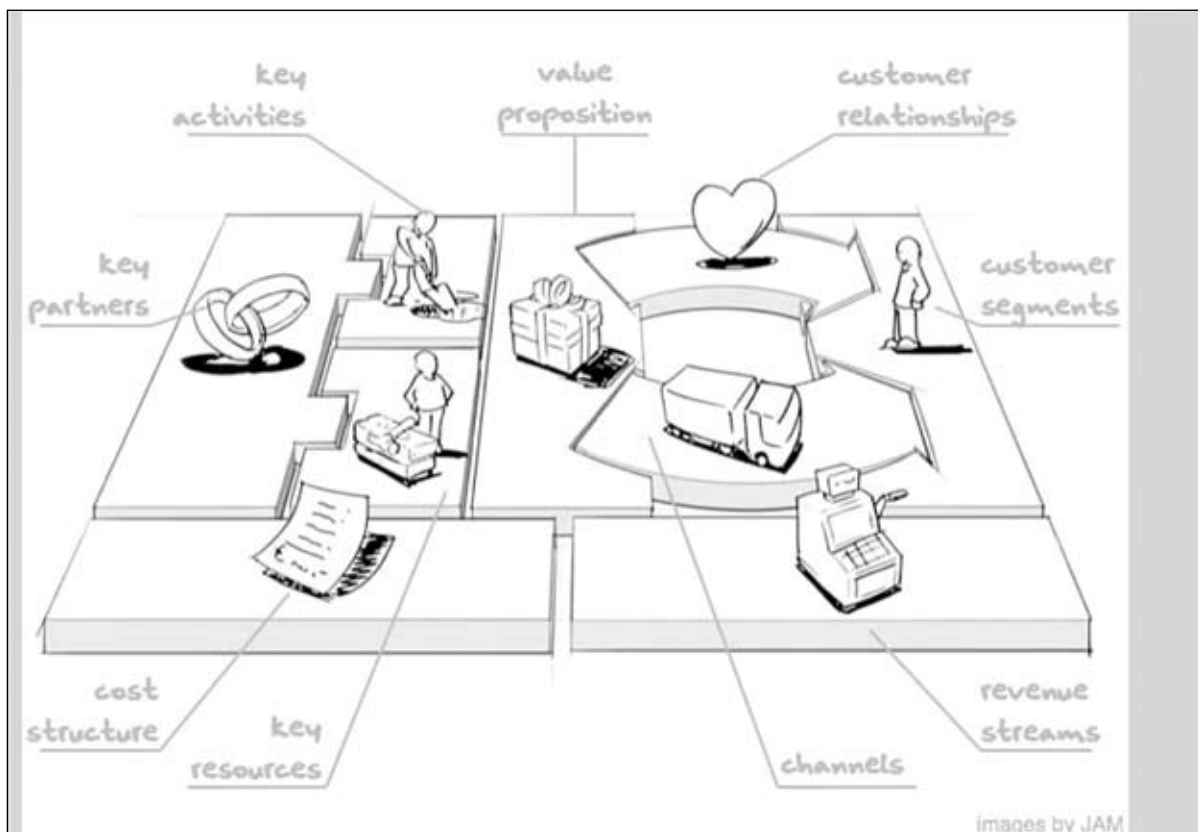 key
activities
value
proposition
customer
relationships
key
partners
customer
segments
cost
structure
key
resources
channels
revenue
streams
images by JAM